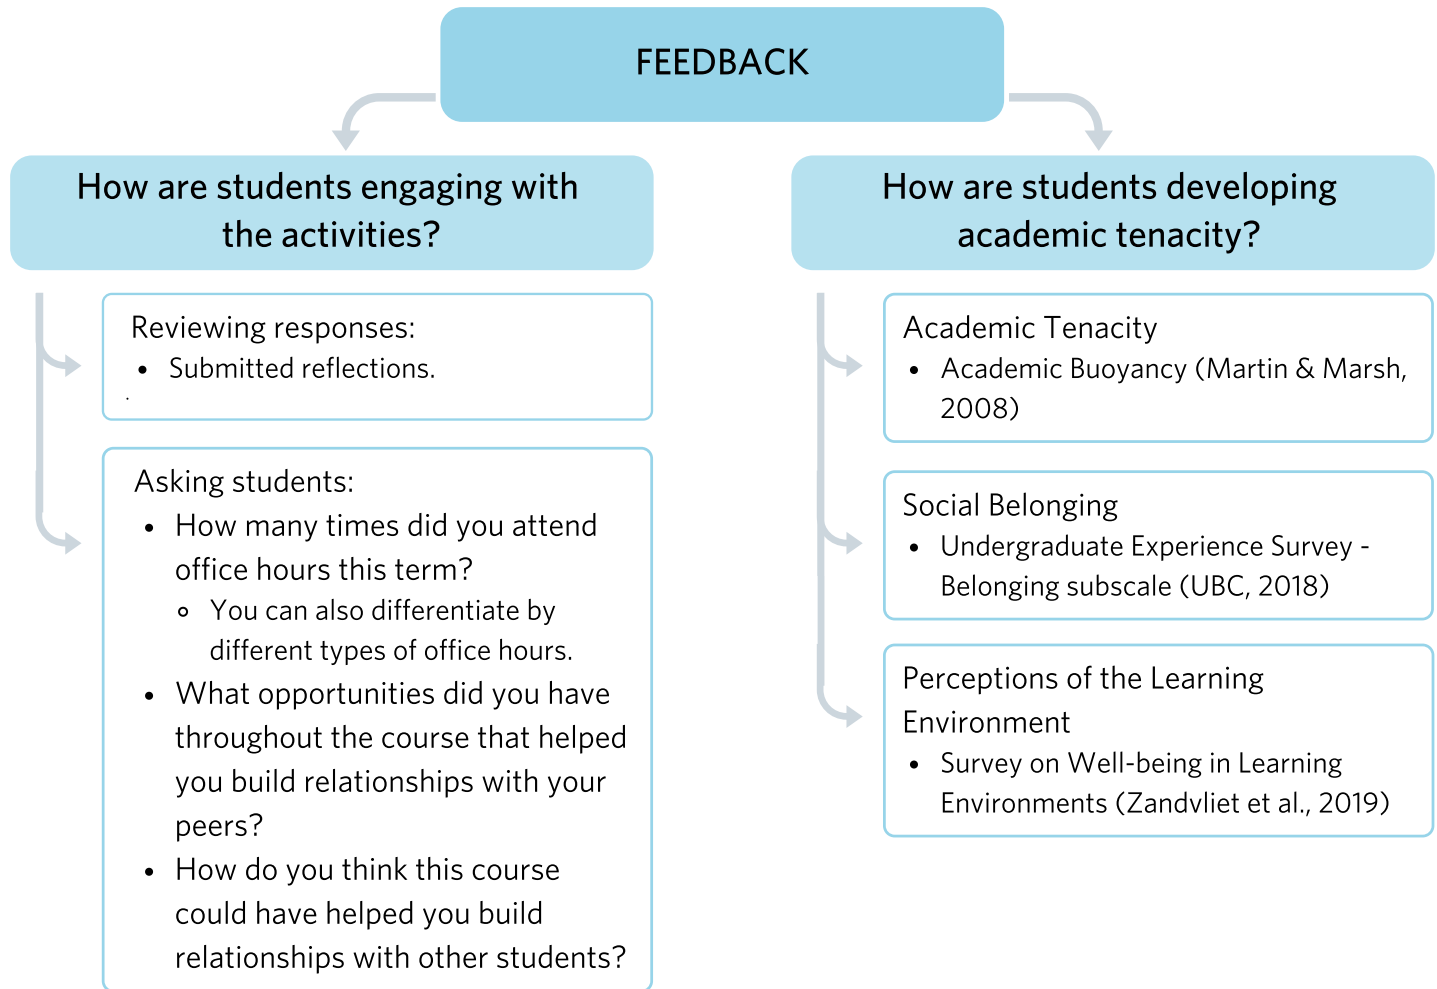 FEEDBACK
How are students engaging with
the activities?
Reviewing responses:
• Submitted reflections.
.
Asking students:
• How many times did you attend
office hours this term?
◦ You can also differentiate by
different types of office hours.
• What opportunities did you have
throughout the course that helped
you build relationships with your
peers?
• How do you think this course
could have helped you build
relationships with other students?
How are students developing
academic tenacity?
Academic Tenacity
• Academic Buoyancy (Martin & Marsh,
2008)
Social Belonging
• Undergraduate Experience Survey -
Belonging subscale (UBC, 2018)
Perceptions of the Learning
Environment
• Survey on Well-being in Learning
Environments (Zandvliet et al., 2019)